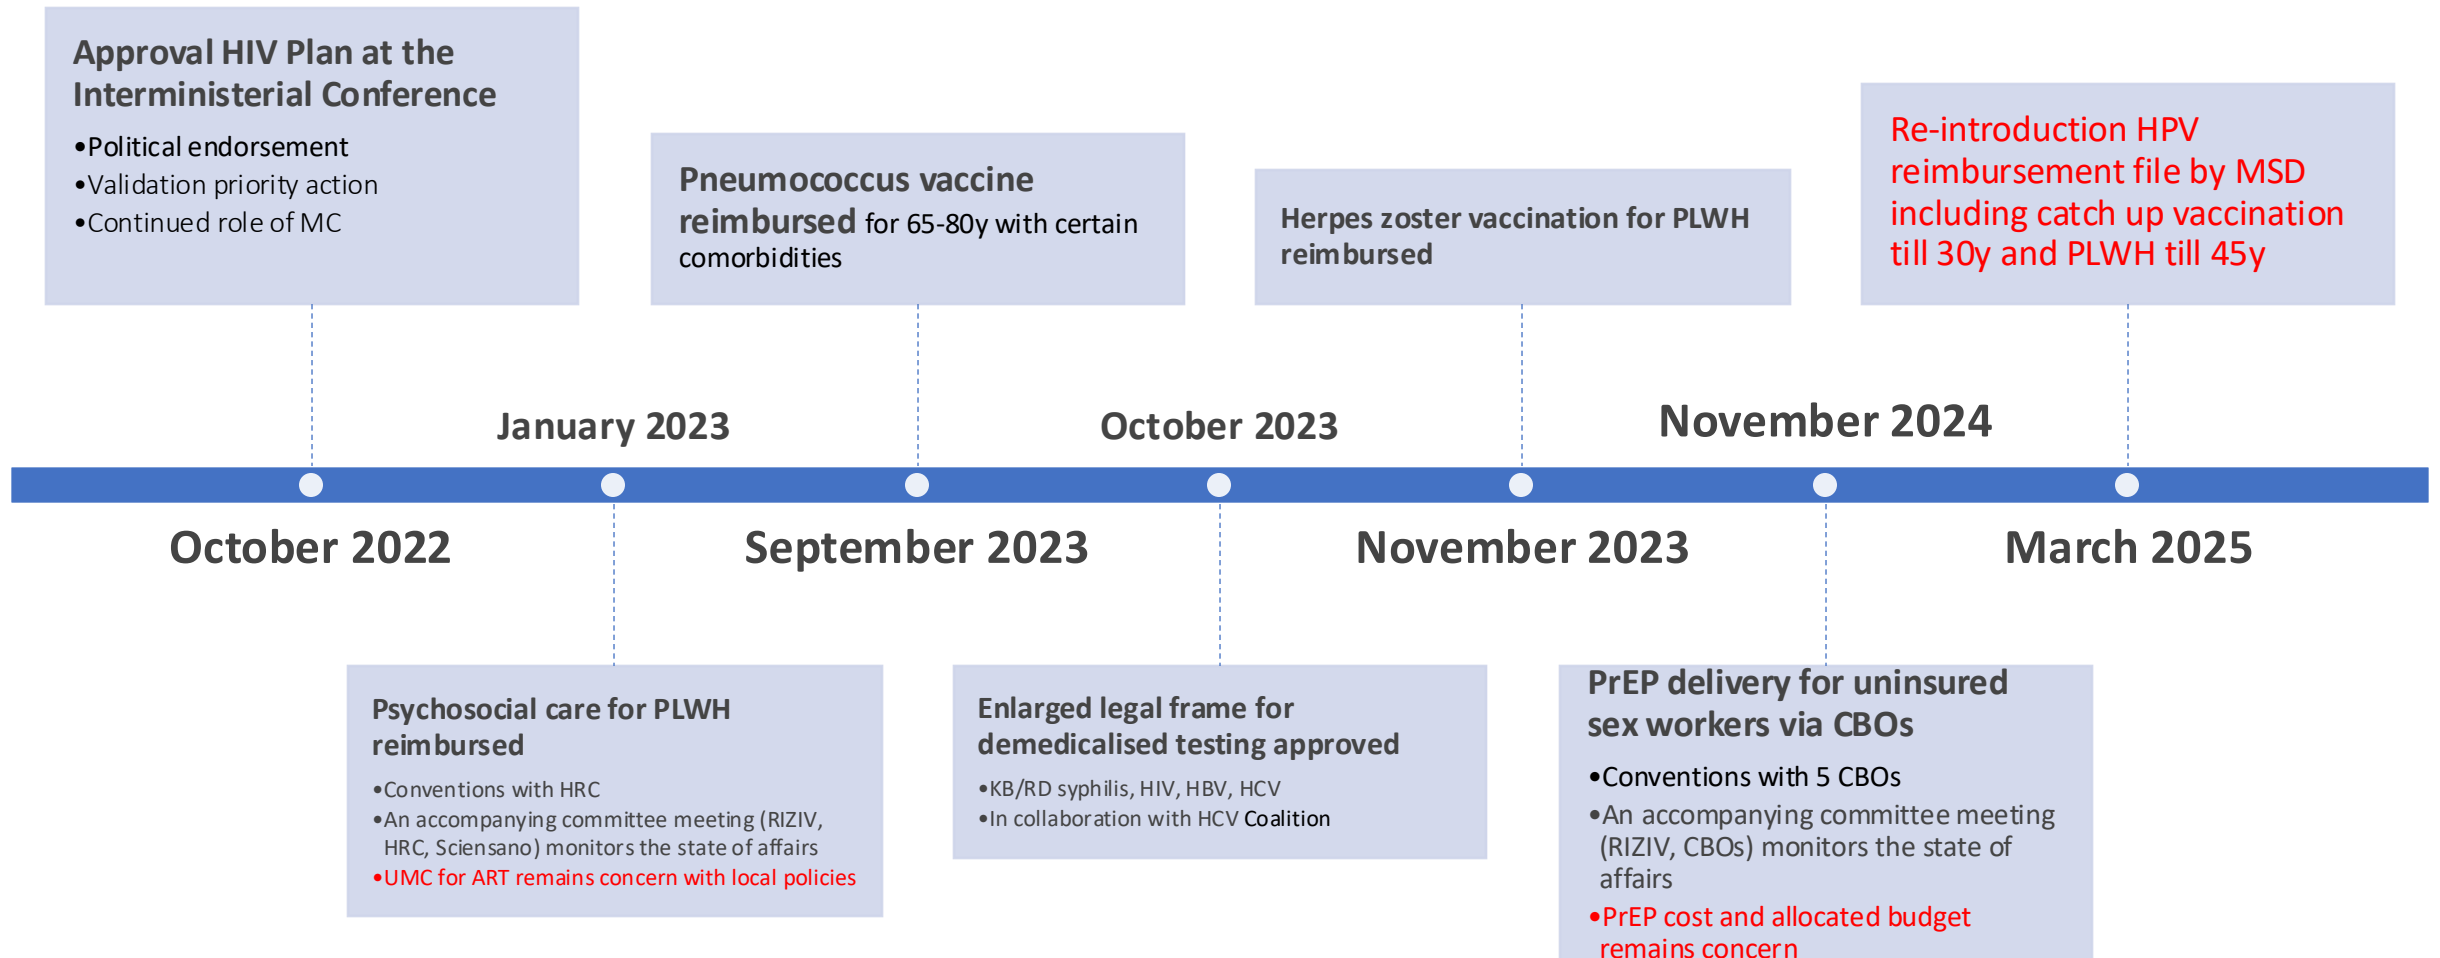 Approval HIV Plan at the
Interministerial Conference
•Political endorsement
•Validation priority action
•Continued role of MC
Pneumococcus vaccine
reimbursed for 65-80y with certain
comorbidities
Herpes zoster vaccination for PLWH
reimbursed
Re-introduction HPV
reimbursement file by MSD
including catch up vaccination
till 30y and PLWH till 45y
January 2023
October 2023
November 2024
October 2022
September 2023
November 2023
March 2025
Psychosocial care for PLWH
reimbursed
•Conventions with HRC
•An accompanying committee meeting (RIZIV,
HRC, Sciensano) monitors the state of affairs
•UMC for ART remains concern with local policies
Enlarged legal frame for
demedicalised testing approved
•KB/RD syphilis, HIV, HBV, HCV
•In collaboration with HCV Coalition
PrEP delivery for uninsured
sex workers via CBOs
•Conventions with 5 CBOs
•An accompanying committee meeting
(RIZIV, CBOs) monitors the state of
affairs
•PrEP cost and allocated budget
remains concern